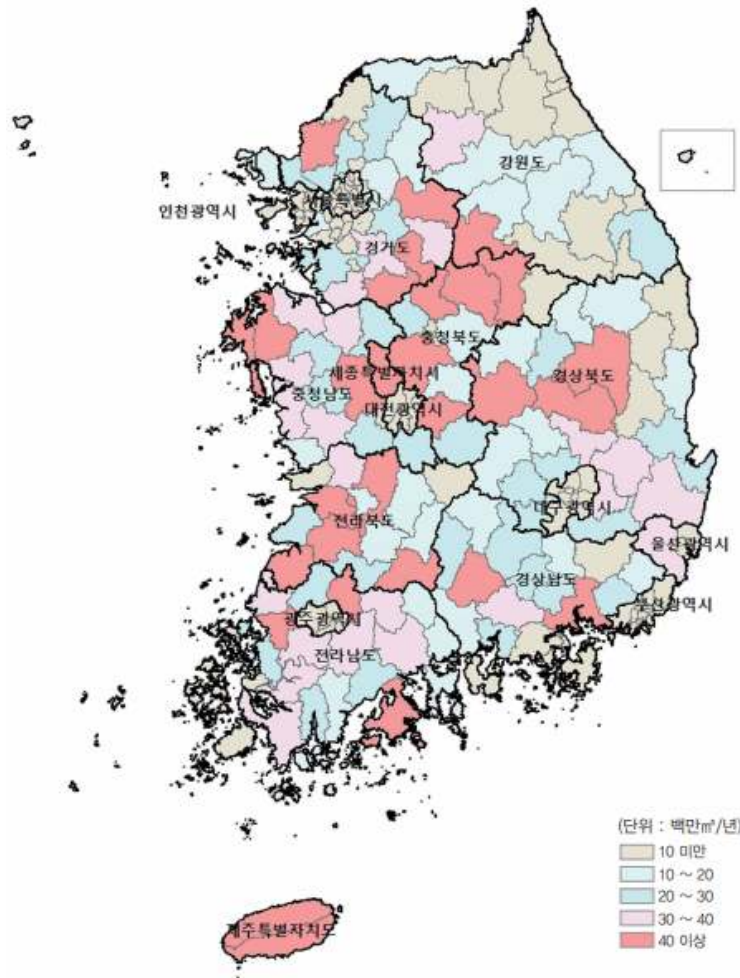 강원도
서울특별시
인천광역시
경기도
충청북도
세종특별자치시
충청남도
대전광역시
경상북도
대구광역시
전라북도
울산광역시
경상남도
부산광역시
광주광역시
전라남도
제주특별자치도
(단위 : 백만㎥/년)
10 미만
10 ~ 20
20 ~ 30
30 ~ 40
40 이상